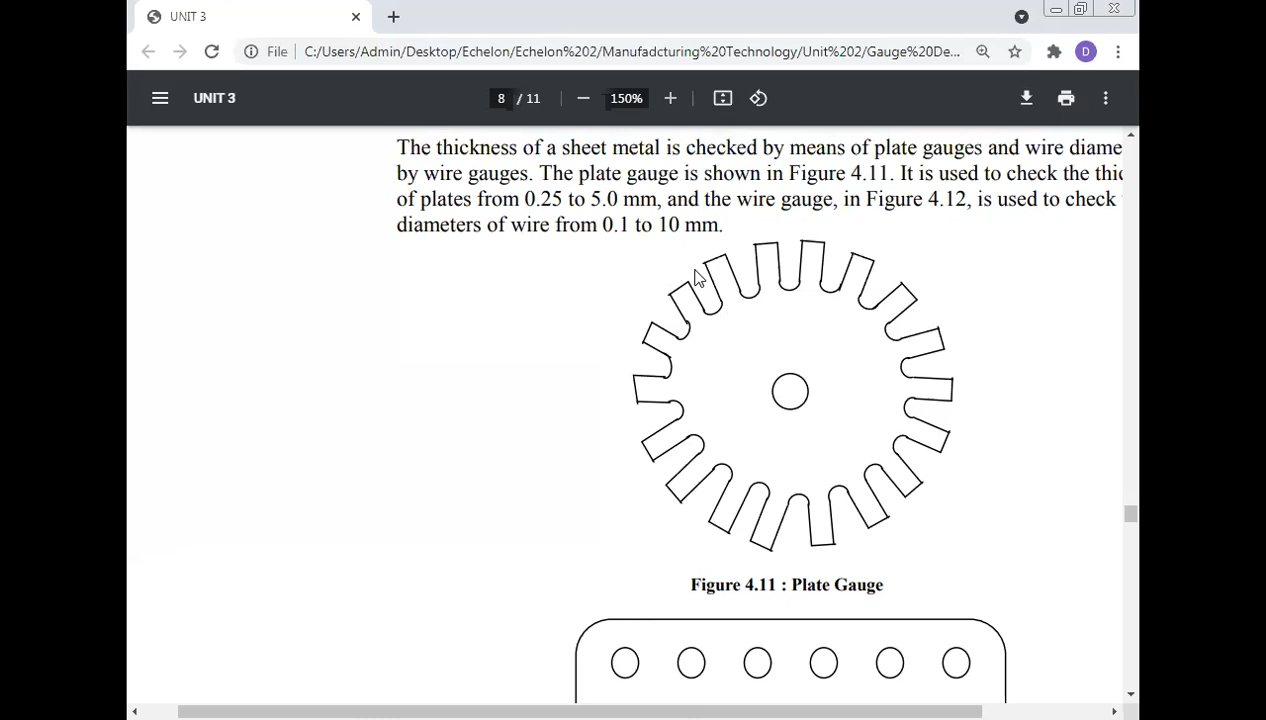 UNIT 3
File C:/Users/Admin/Desktop/Echelon/Echelon%202/Manufadcturing%20Technology/Unit%202/Gauge%20De...
D
UNIT 3
8 / 11
150%
The thickness of a sheet metal is checked by means of plate gauges and wire diame
by wire gauges. The plate gauge is shown in Figure 4.11. It is used to check the thic
of plates from 0.25 to 5.0 mm, and the wire gauge, in Figure 4.12, is used to check
diameters of wire from 0.1 to 10 mm.
Figure 4.11 : Plate Gauge